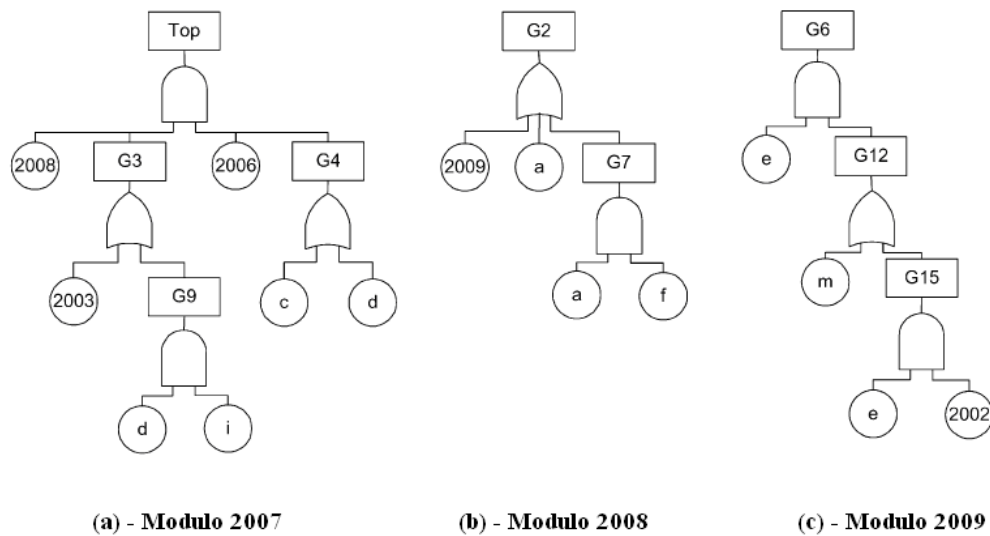 Top
G2
G6
2008
G3
2006
G4
2009
a
G7
e
G12
2003
G9
c
d
a
f
m
G15
d
i
e
2002
(a) - Modulo 2007
(b) - Modulo 2008
(c) - Modulo 2009